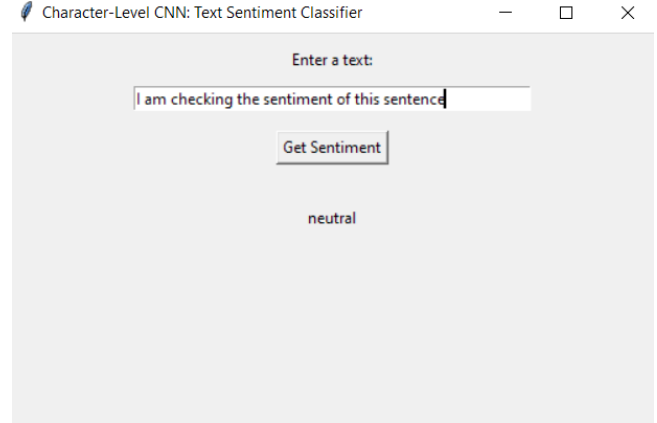 Character-Level CNN: Text Sentiment Classifier
Enter a text:
I am checking the sentiment of this sentence
Get Sentiment
neutral